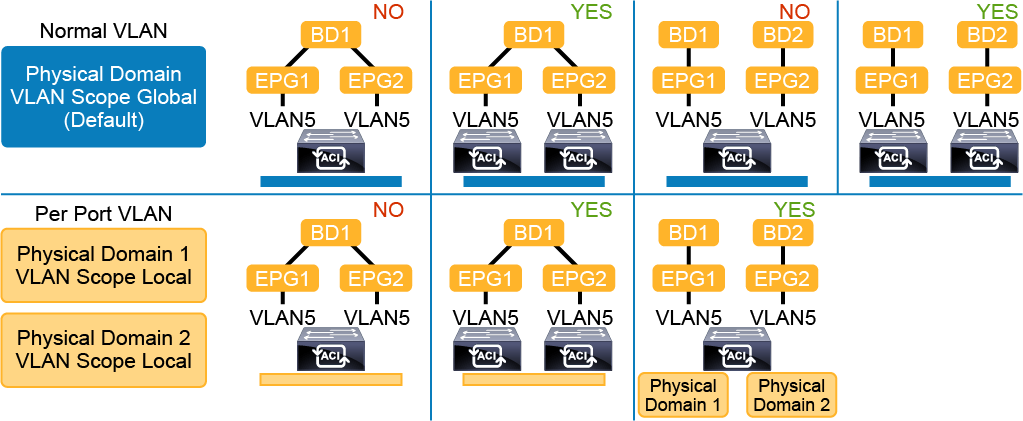 Normal VLAN
Physical Domain
VLAN Scope Global
(Default)
NO
BD1
EPG1 EPG2
VLAN5 VLAN5
ACI
YES
BD1
EPG1 EPG2
VLAN5 VLAN5
ACI ACI
NO
BD1 BD2
EPG1 EPG2
VLAN5 VLAN5
ACI
YES
BD1 BD2
EPG1 EPG2
VLAN5 VLAN5
ACI ACI
Per Port VLAN
Physical Domain 1
VLAN Scope Local
Physical Domain 2
VLAN Scope Local
NO
BD1
EPG1 EPG2
VLAN5 VLAN5
ACI
YES
BD1
EPG1 EPG2
VLAN5 VLAN5
ACI ACI
YES
BD1 BD2
EPG1 EPG2
VLAN5 VLAN5
ACI
Physical
Domain 1
Physical
Domain 2